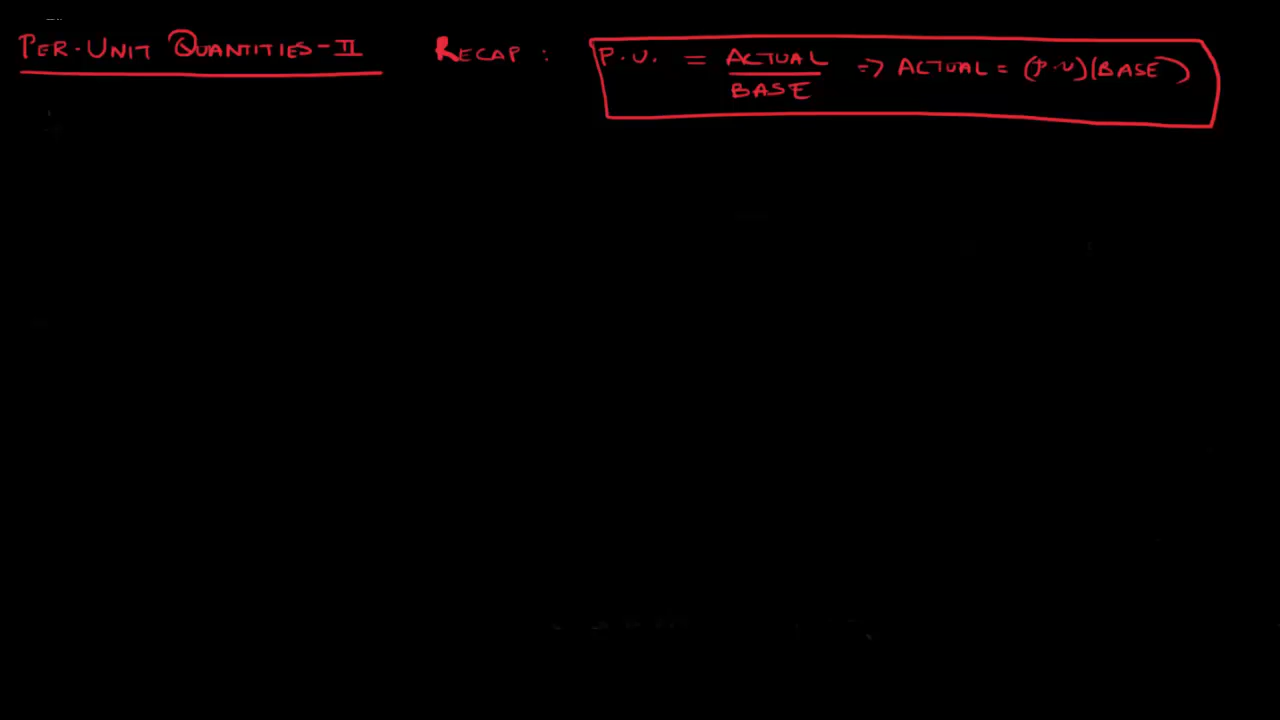 PER-UNIT QUANTITIES-II RECAP: P.U. = ACTUAL / BASE => ACTUAL = (P.U)(BASE)